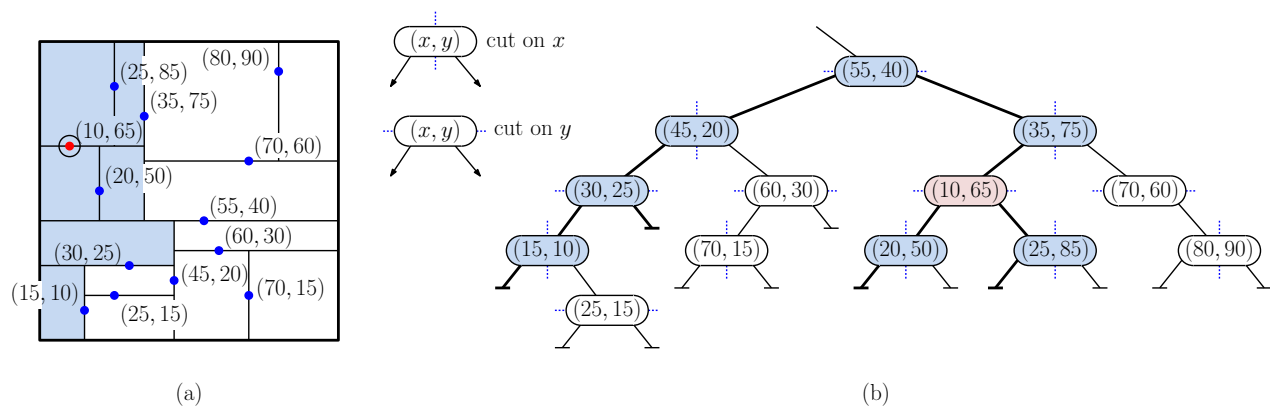 (80, 90)
(25, 85)
(35, 75)
(10, 65)
(70, 60)
(20, 50)
(55, 40)
(60, 30)
(30, 25)
(45, 20)
(15, 10)
(70, 15)
(25, 15)
(a)
(x, y) cut on x
(x, y) cut on y
(55, 40)
(45, 20) (35, 75)
(30, 25) (60, 30) (10, 65) (70, 60)
(15, 10) (70, 15) (20, 50) (25, 85) (80, 90)
(25, 15)
(b)